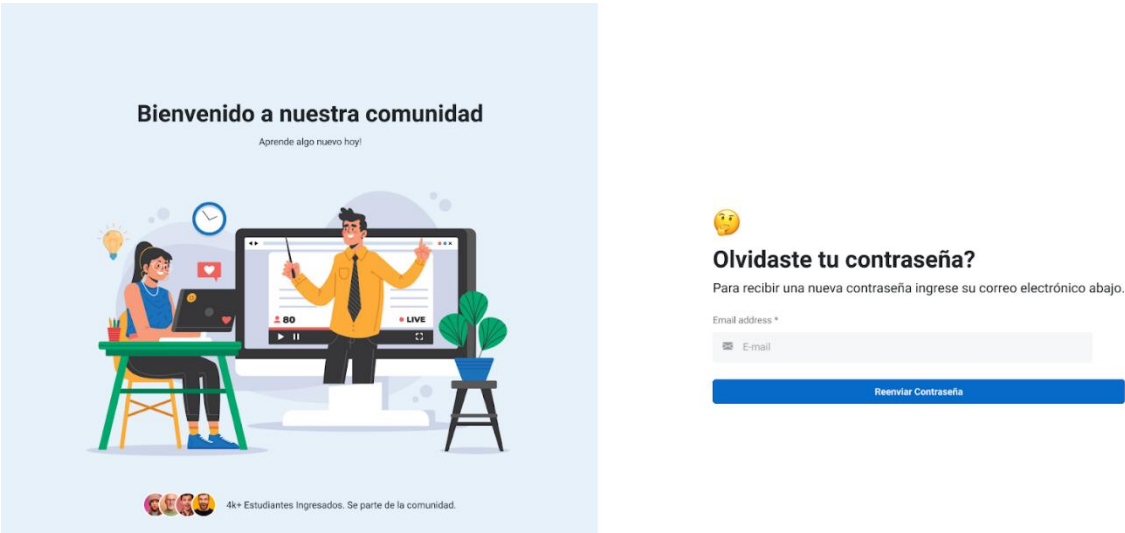 Bienvenido a nuestra comunidad
Aprende algo nuevo hoy!
80
LIVE
4k+ Estudiantes Ingresados. Se parte de la comunidad.
Olvidaste tu contraseña?
Para recibir una nueva contraseña ingrese su correo electrónico abajo.
Email address *
E-mail
Reenviar Contraseña